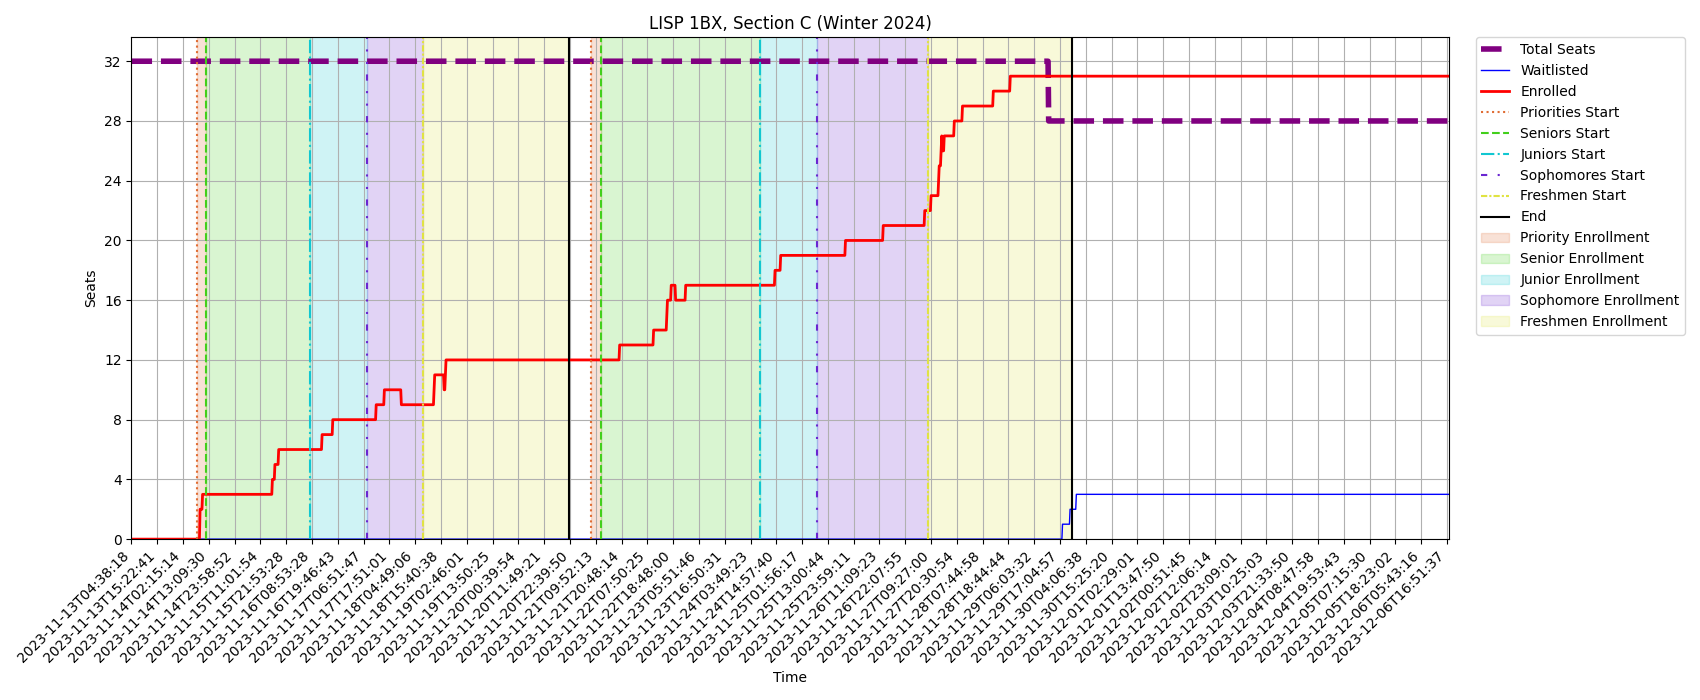 LISP 1BX, Section C (Winter 2024)
Seats
32
28
24
20
16
12
8
4
0
2023-11-13T04:38:18
2023-11-13T15:22:41
2023-11-14T02:15:14
2023-11-14T13:09:30
2023-11-14T23:58:52
2023-11-15T11:01:54
2023-11-15T21:53:28
2023-11-16T08:53:28
2023-11-16T19:46:43
2023-11-17T06:51:47
2023-11-17T17:51:01
2023-11-18T04:49:06
2023-11-18T15:40:38
2023-11-19T02:46:01
2023-11-19T13:50:25
2023-11-20T00:39:54
2023-11-20T11:49:21
2023-11-20T22:39:50
2023-11-21T09:52:13
2023-11-21T20:48:14
2023-11-22T07:50:25
2023-11-22T18:48:00
2023-11-23T05:51:46
2023-11-23T16:50:31
2023-11-24T03:49:23
2023-11-24T14:57:40
2023-11-25T01:56:17
2023-11-25T13:00:44
2023-11-25T23:59:11
2023-11-26T11:09:23
2023-11-26T22:07:55
2023-11-27T09:27:00
2023-11-27T20:30:54
2023-11-28T07:44:58
2023-11-28T18:44:44
2023-11-29T06:03:32
2023-11-29T17:04:57
2023-11-30T04:06:38
2023-11-30T15:25:20
2023-12-01T02:29:01
2023-12-01T13:47:50
2023-12-02T00:51:45
2023-12-02T12:06:14
2023-12-02T23:09:01
2023-12-03T10:25:03
2023-12-03T21:33:50
2023-12-04T08:47:58
2023-12-04T19:53:43
2023-12-05T07:15:30
2023-12-05T18:23:02
2023-12-06T05:43:16
2023-12-06T16:51:37
Time
Total Seats
Waitlisted
Enrolled
Priorities Start
Seniors Start
Juniors Start
Sophomores Start
Freshmen Start
End
Priority Enrollment
Senior Enrollment
Junior Enrollment
Sophomore Enrollment
Freshmen Enrollment